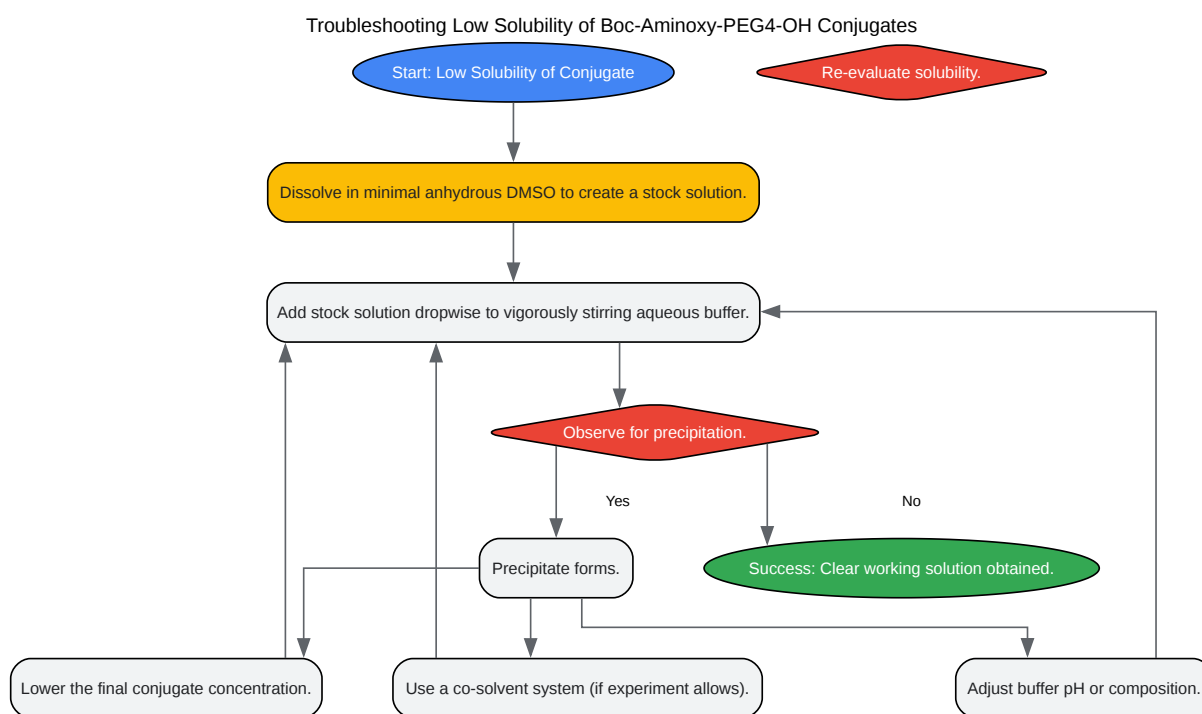 Troubleshooting Low Solubility of Boc-Aminoxy-PEG4-OH Conjugates
Start: Low Solubility of Conjugate
Re-evaluate solubility.
Dissolve in minimal anhydrous DMSO to create a stock solution.
Add stock solution dropwise to vigorously stirring aqueous buffer.
Observe for precipitation.
Yes
No
Precipitate forms.
Success: Clear working solution obtained.
Lower the final conjugate concentration.
Use a co-solvent system (if experiment allows).
Adjust buffer pH or composition.